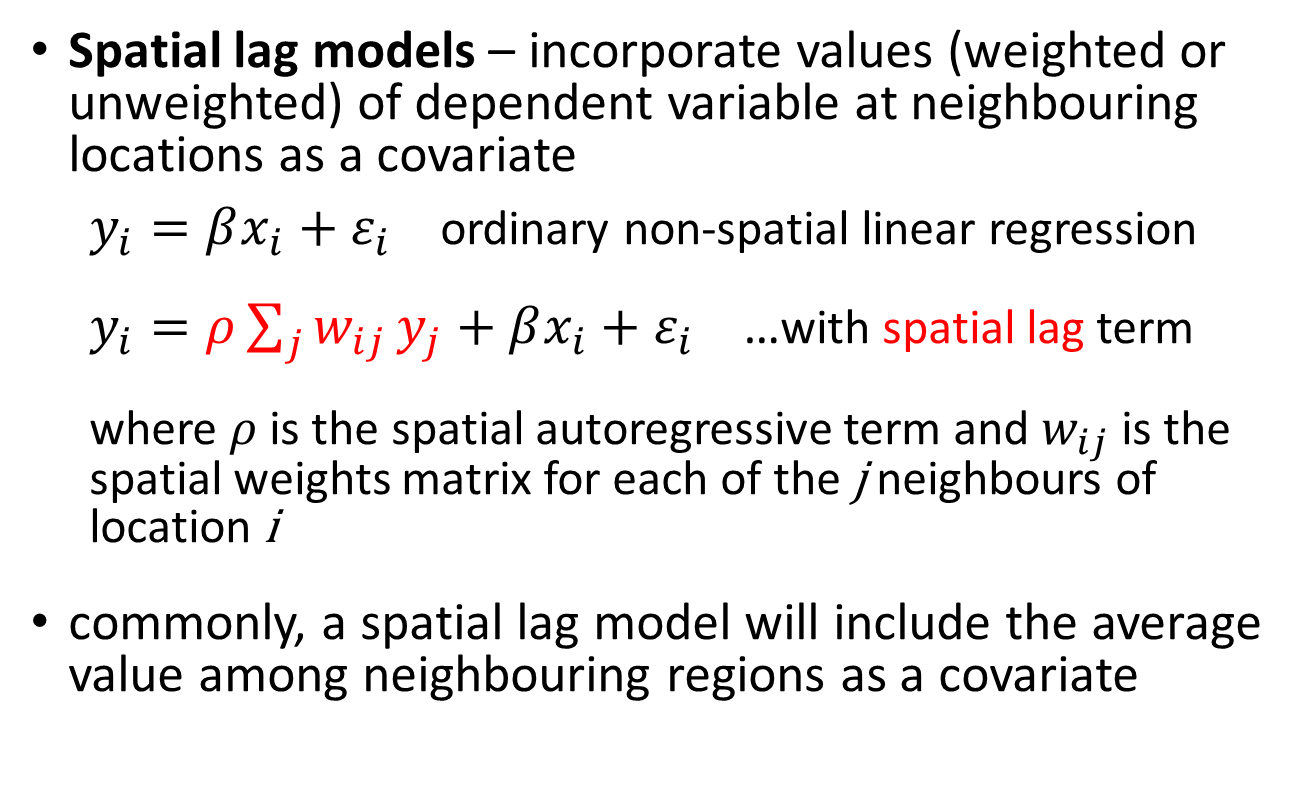 • Spatial lag models – incorporate values (weighted or
unweighted) of dependent variable at neighbouring
locations as a covariate
𝑦ᵢ = 𝛽𝑥ᵢ + 𝜀ᵢ ordinary non-spatial linear regression
𝑦ᵢ = 𝜌 ∑ⱼ 𝑤ᵢⱼ 𝑦ⱼ + 𝛽𝑥ᵢ + 𝜀ᵢ …with spatial lag term
where 𝜌 is the spatial autoregressive term and 𝑤ᵢⱼ is the
spatial weights matrix for each of the 𝑗 neighbours of
location 𝑖
• commonly, a spatial lag model will include the average
value among neighbouring regions as a covariate